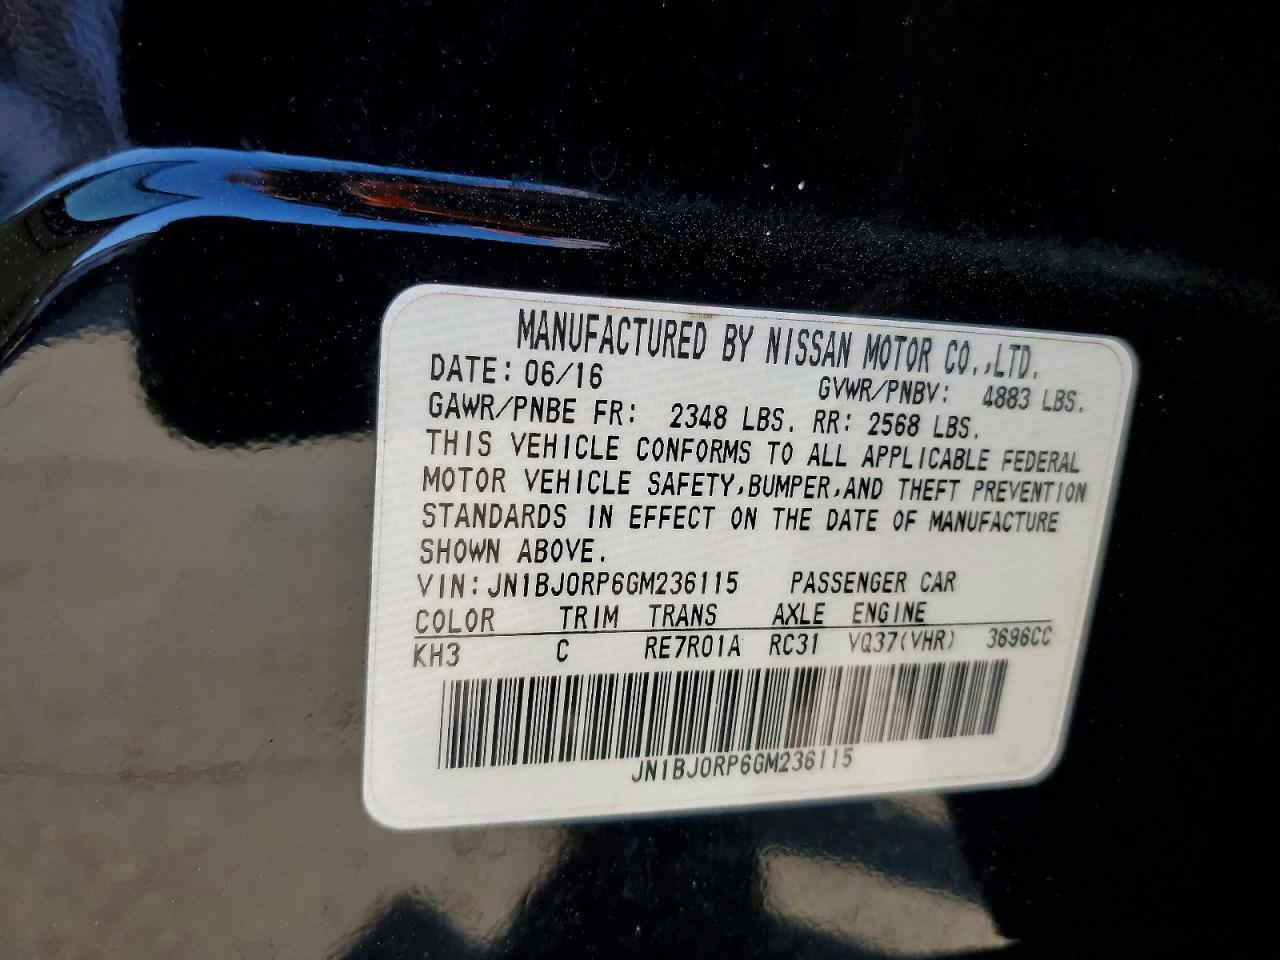 MANUFACTURED BY NISSAN MOTOR CO.,LTD.
DATE: 06/16 GVWR/PNBV: 4883 LBS.
GAWR/PNBE FR: 2348 LBS. RR: 2568 LBS.
THIS VEHICLE CONFORMS TO ALL APPLICABLE FEDERAL
MOTOR VEHICLE SAFETY,BUMPER,AND THEFT PREVENTION
STANDARDS IN EFFECT ON THE DATE OF MANUFACTURE
SHOWN ABOVE.
VIN:JN1BJ0RP6GM236115 PASSENGER CAR
COLOR TRIM TRANS AXLE ENGINE
KH3 C RE7R01A RC31 VQ37(VHR) 3696CC
JN1BJ0RP6GM236115